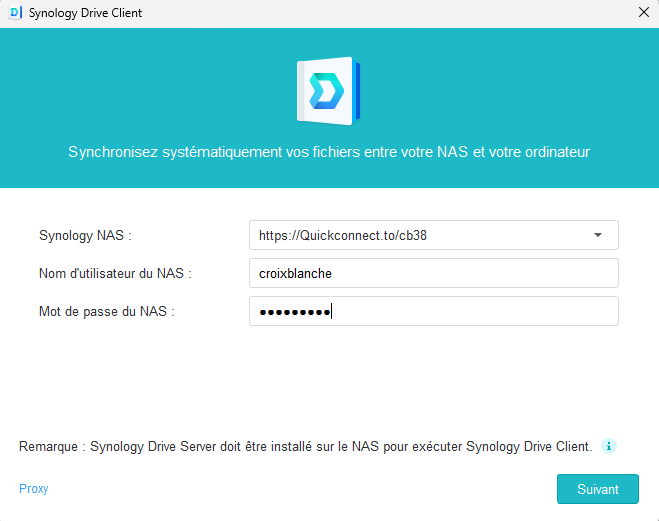 Synology Drive Client
Synchronisez systématiquement vos fichiers entre votre NAS et votre ordinateur
Synology NAS : https://Quickconnect.to/cb38
Nom d'utilisateur du NAS : croixblanche
Mot de passe du NAS : ●●●●●●●●●
Remarque : Synology Drive Server doit être installé sur le NAS pour exécuter Synology Drive Client. i
Proxy Suivant